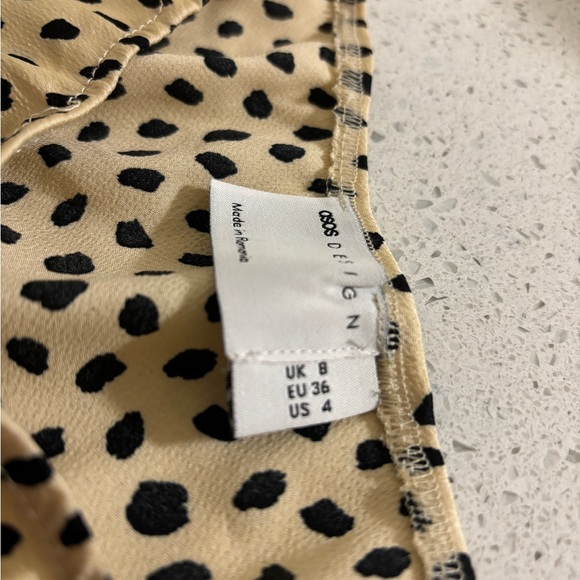 asos
DESIGN
Made in Romania
UK 8
EU 36
US 4